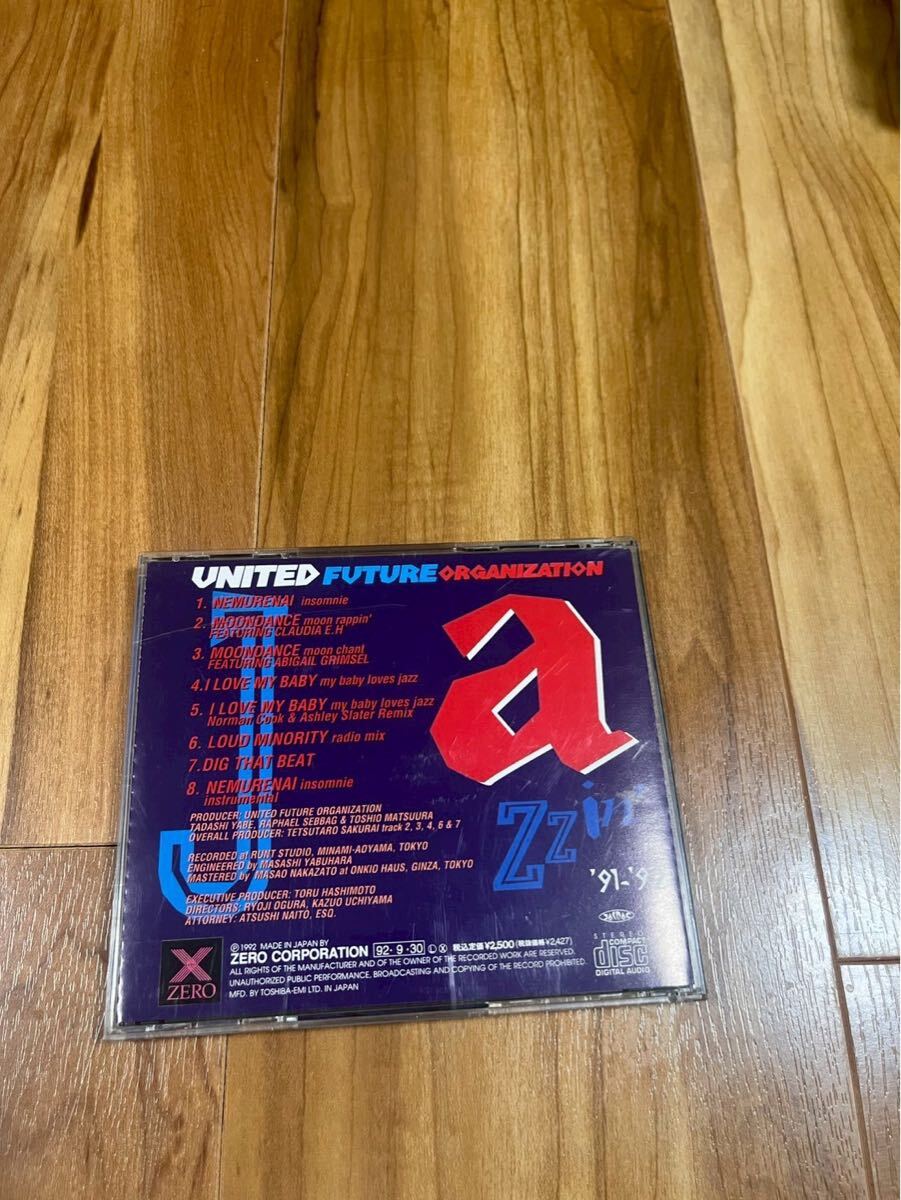 UNITED FUTURE ORGANIZATION
1. NEMURENAI insomnie
2. MOONDANCE moon rappin'
FEATURING CLAUDIA E.H
3. MOONDANCE moon chant
FEATURING ABIGAIL GRIMSEL
4. I LOVE MY BABY my baby loves jazz
5. I LOVE MY BABY my baby loves jazz
Norman Cook & Ashley Slater Remix
6. LOUD MINORITY radio mix
7. DIG THAT BEAT
8. NEMURENAI insomnie
instrumental
PRODUCER: UNITED FUTURE ORGANIZATION
TADASHI YABE, RAPHAEL SEBBAG & TOSHIO MATSUURA
OVERALL PRODUCER: TETSUTARO SAKURAI track 2, 3, 4, 6 & 7
RECORDED at RUNT STUDIO, MINAMI-AOYAMA, TOKYO
ENGINEERED by MASASHI YABUHARA
MASTERED by MASAO NAKAZATO at ONKIO HAUS, GINZA, TOKYO
EXECUTIVE PRODUCER: TORU HASHIMOTO
DIRECTORS: RYOJI OGURA, KAZUO UCHIYAMA
ATTORNEY: ATSUSHI NAITO, ESQ.
J
a
Zz in'
'91-'9
JASRAC
X
ZERO
Ⓟ1992 MADE IN JAPAN BY
ZERO CORPORATION 92・9・30 Ⓛ Ⓧ 税込定価¥2,500(税抜価格¥2,427)
ALL RIGHTS OF THE MANUFACTURER AND OF THE OWNER OF THE RECORDED WORK ARE RESERVED
UNAUTHORIZED PUBLIC PERFORMANCE, BROADCASTING AND COPYING OF THE RECORD PROHIBITED.
MFD. BY TOSHIBA-EMI LTD. IN JAPAN
STEREO
COMPACT
disc
DIGITAL AUDIO